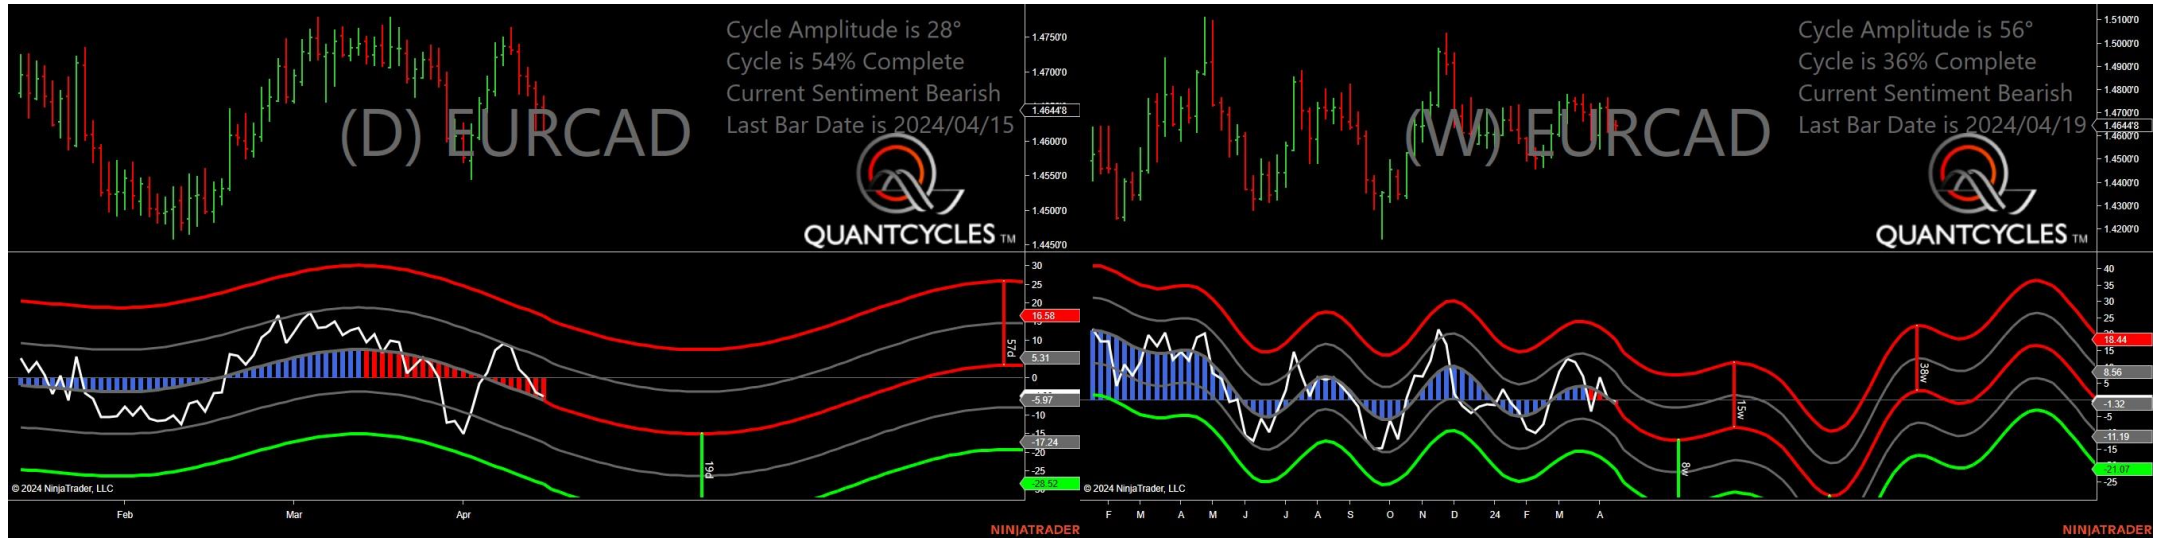 Cycle Amplitude is 28°
Cycle is 54% Complete
Current Sentiment Bearish
Last Bar Date is 2024/04/15
(D) EURCAD
QUANTCYCLES TM
1.4750'0
1.4700'0
1.4644'8
1.4600'0
1.4550'0
1.4500'0
1.4450'0
30
25
20
16.58
10
5.31
0
-5.97
-10
-15
-17.24
-20
-25
-28.52
57d
19d
© 2024 NinjaTrader, LLC
Feb Mar Apr
NINJATRADER
Cycle Amplitude is 56°
Cycle is 36% Complete
Current Sentiment Bearish
Last Bar Date is 2024/04/19
(W) EURCAD
QUANTCYCLES TM
1.5100'0
1.5000'0
1.4900'0
1.4800'0
1.4700'0
1.4644'8
1.4600'0
1.4500'0
1.4400'0
1.4300'0
1.4200'0
40
35
30
25
18.44
15
8.56
5
-1.32
-5
-11.19
-15
-21.07
-25
15w
8w
38w
© 2024 NinjaTrader, LLC
F M A M J J A S O N D 24 F M A
NINJATRADER